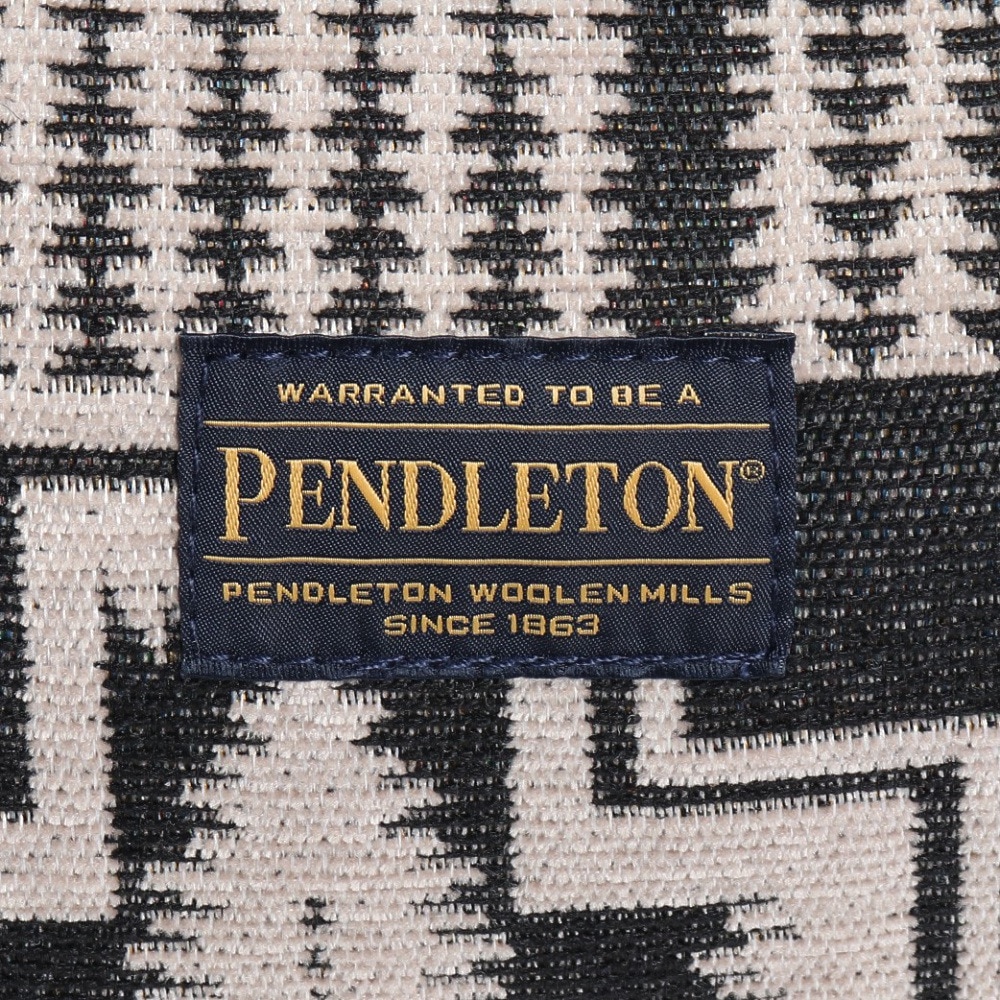 WARRANTED TO BE A
PENDLETON®
PENDLETON WOOLEN MILLS
SINCE 1863